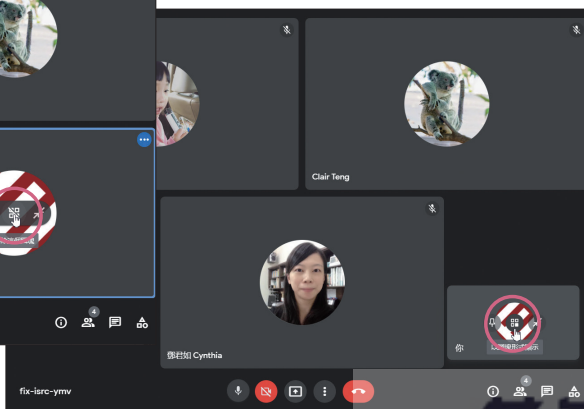 Clair Teng
鄧君如 Cynthia
你
4
4
fix-isrc-ymv